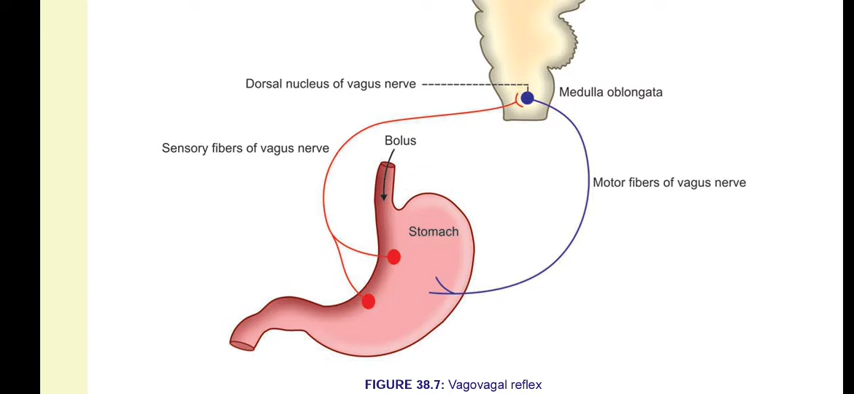 Dorsal nucleus of vagus nerve
Medulla oblongata
Sensory fibers of vagus nerve
Bolus
Motor fibers of vagus nerve
Stomach
FIGURE 38.7: Vagovagal reflex